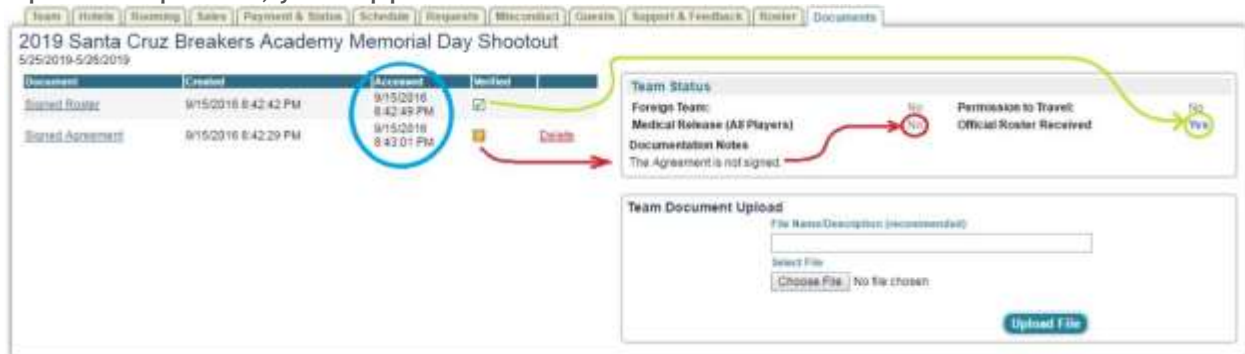 Team Hotels Rooming Sales Payment & Status Schedule Requests Misconduct Guests Support & Feedback Roster Documents
2019 Santa Cruz Breakers Academy Memorial Day Shootout
5/25/2019-5/26/2019
Document Created Accessed Verified
Signed Roster 9/15/2016 8:42:42 PM 9/15/2016 8:42:49 PM
Signed Agreement 9/15/2016 8:42:29 PM 9/15/2016 8:43:01 PM Delete
Team Status
Foreign Team: No Permission to Travel: No
Medical Release (All Players) No Official Roster Received Yes
Documentation Notes
The Agreement is not signed.
Team Document Upload
File Name/Description (recommended)
Select File
Choose File No file chosen
Upload File